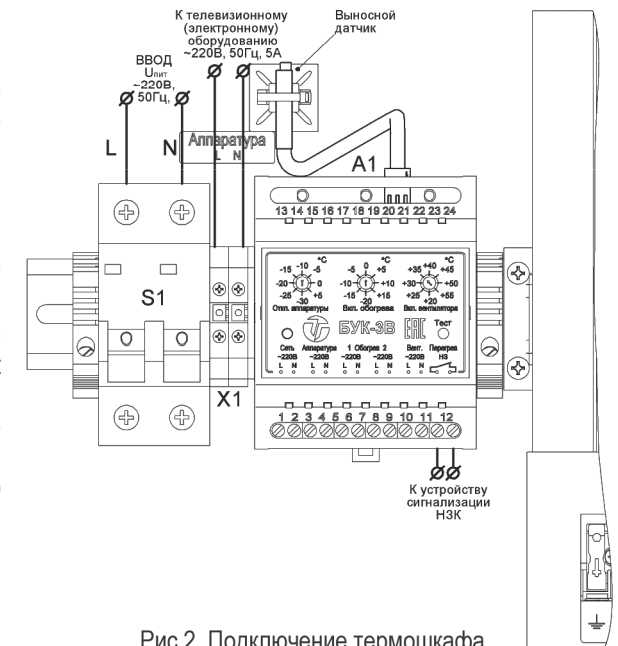 К телевизионному
(электронному)
оборудованию
~220В, 50Гц, 5А
Выносной
датчик
ВВОД
Uпит
~220В,
50Гц,
L
N
Аппаратура
L N
A1
13 14 15 16 17 18 19 20 21 22 23 24
S1
X1
°С
-15 -10 -5
-20 0
-25 +5
-30
Откл. аппаратуры
°С
-5 0 +5
-10 +10
-15 +15
-20
Вкл. обогрева
°С
+35 +40 +45
+30 +50
+25 +55
+20
Вкл. вентилятора
БУК-3В
ЕАС
Тест
Сеть Аппаратура 1 Обогрев 2 Вент. Перегрев
~220В ~220В ~220В ~220В ~220В НЗ
L N L N L N L N L N
1 2 3 4 5 6 7 8 9 10 11 12
К устройству
сигнализации
НЗК
Рис.2. Подключение термошкафа